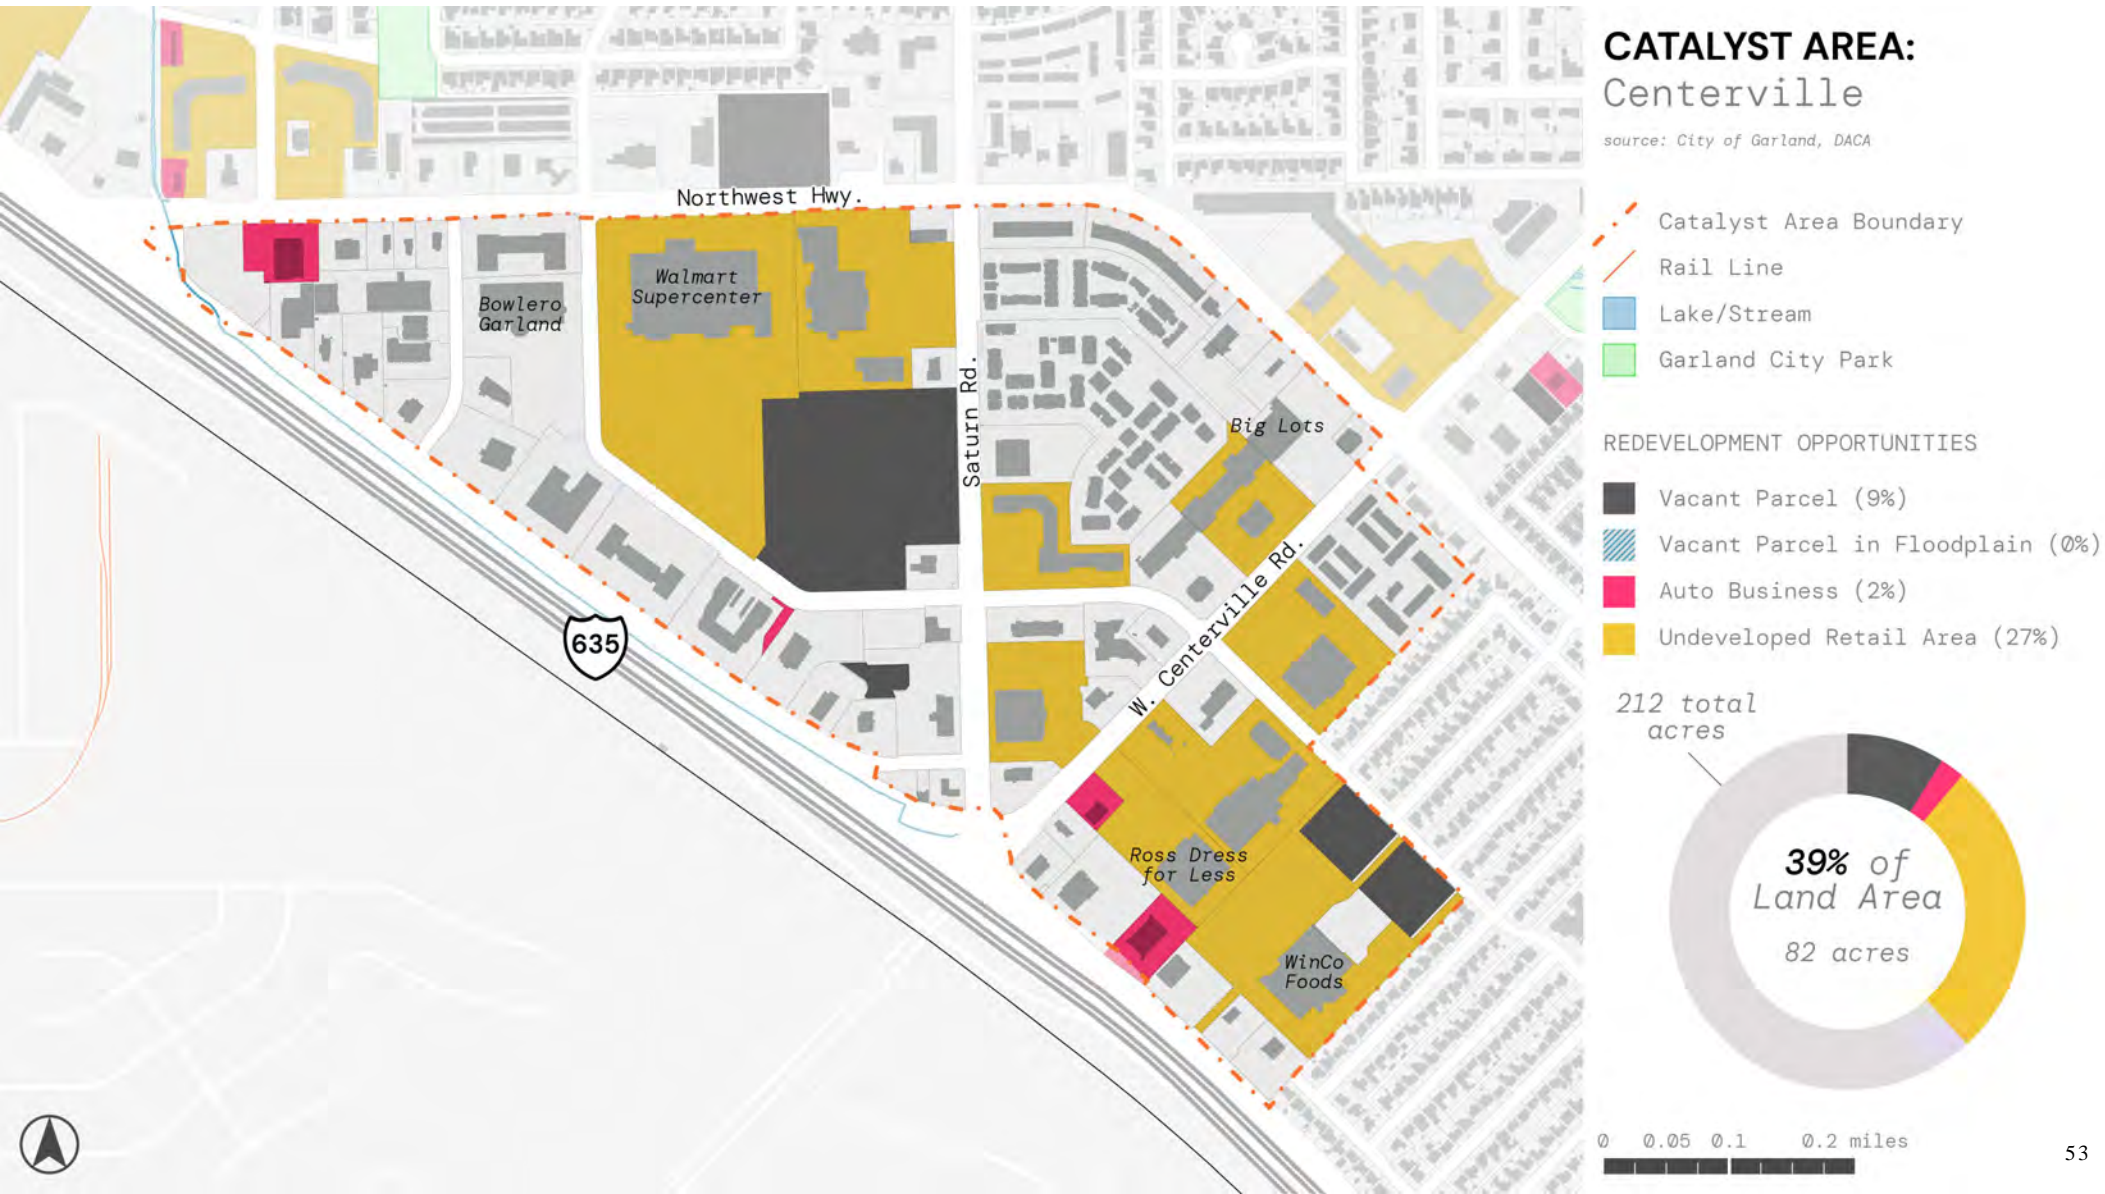 CATALYST AREA:
Centerville
source: City of Garland, DACA
Catalyst Area Boundary
Rail Line
Lake/Stream
Garland City Park
REDEVELOPMENT OPPORTUNITIES
Vacant Parcel (9%)
Vacant Parcel in Floodplain (0%)
Auto Business (2%)
Undeveloped Retail Area (27%)
212 total
acres
39% of
Land Area
82 acres
0 0.05 0.1 0.2 miles
53
Northwest Hwy.
Walmart
Supercenter
Bowlero
Garland
Saturn Rd.
Big Lots
W. Centerville Rd.
635
Ross Dress
for Less
WinCo
Foods